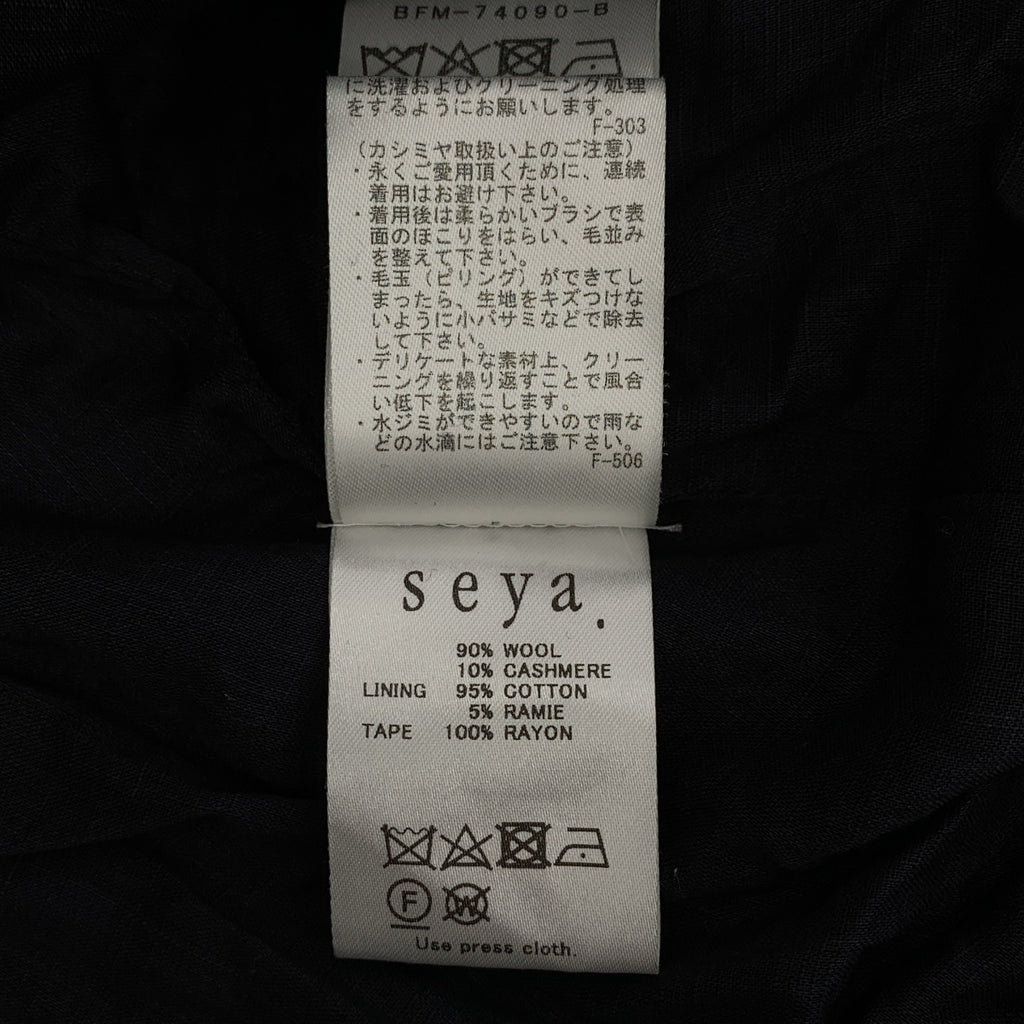 BFM-74090-B
に洗濯およびクリーニング処理
をするようにお願いします。
F-303
(カシミヤ取扱い上のご注意)
・永くご愛用頂くために、連続
着用はお避け下さい。
・着用後は柔らかいブラシで表
面のほこりをはらい、毛並み
を整えて下さい。
・毛玉(ピリング)ができてし
まったら、生地をキズつけな
いように小バサミなどで除去
して下さい。
・デリケートな素材上、クリー
ニングを繰り返すことで風合
い低下を起こします。
・水ジミができやすいので雨な
どの水滴にはご注意下さい。
F-506
seya.
90% WOOL
10% CASHMERE
LINING 95% COTTON
5% RAMIE
TAPE 100% RAYON
F W
Use press cloth.